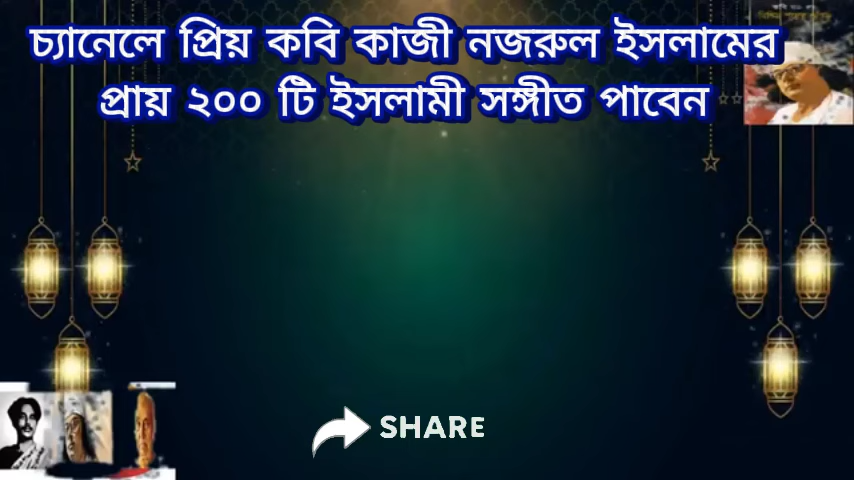 চ্যানেলে প্রিয় কবি কাজী নজরুল ইসলামের
প্রায় ২০০ টি ইসলামী সঙ্গীত পাবেন
SHARE